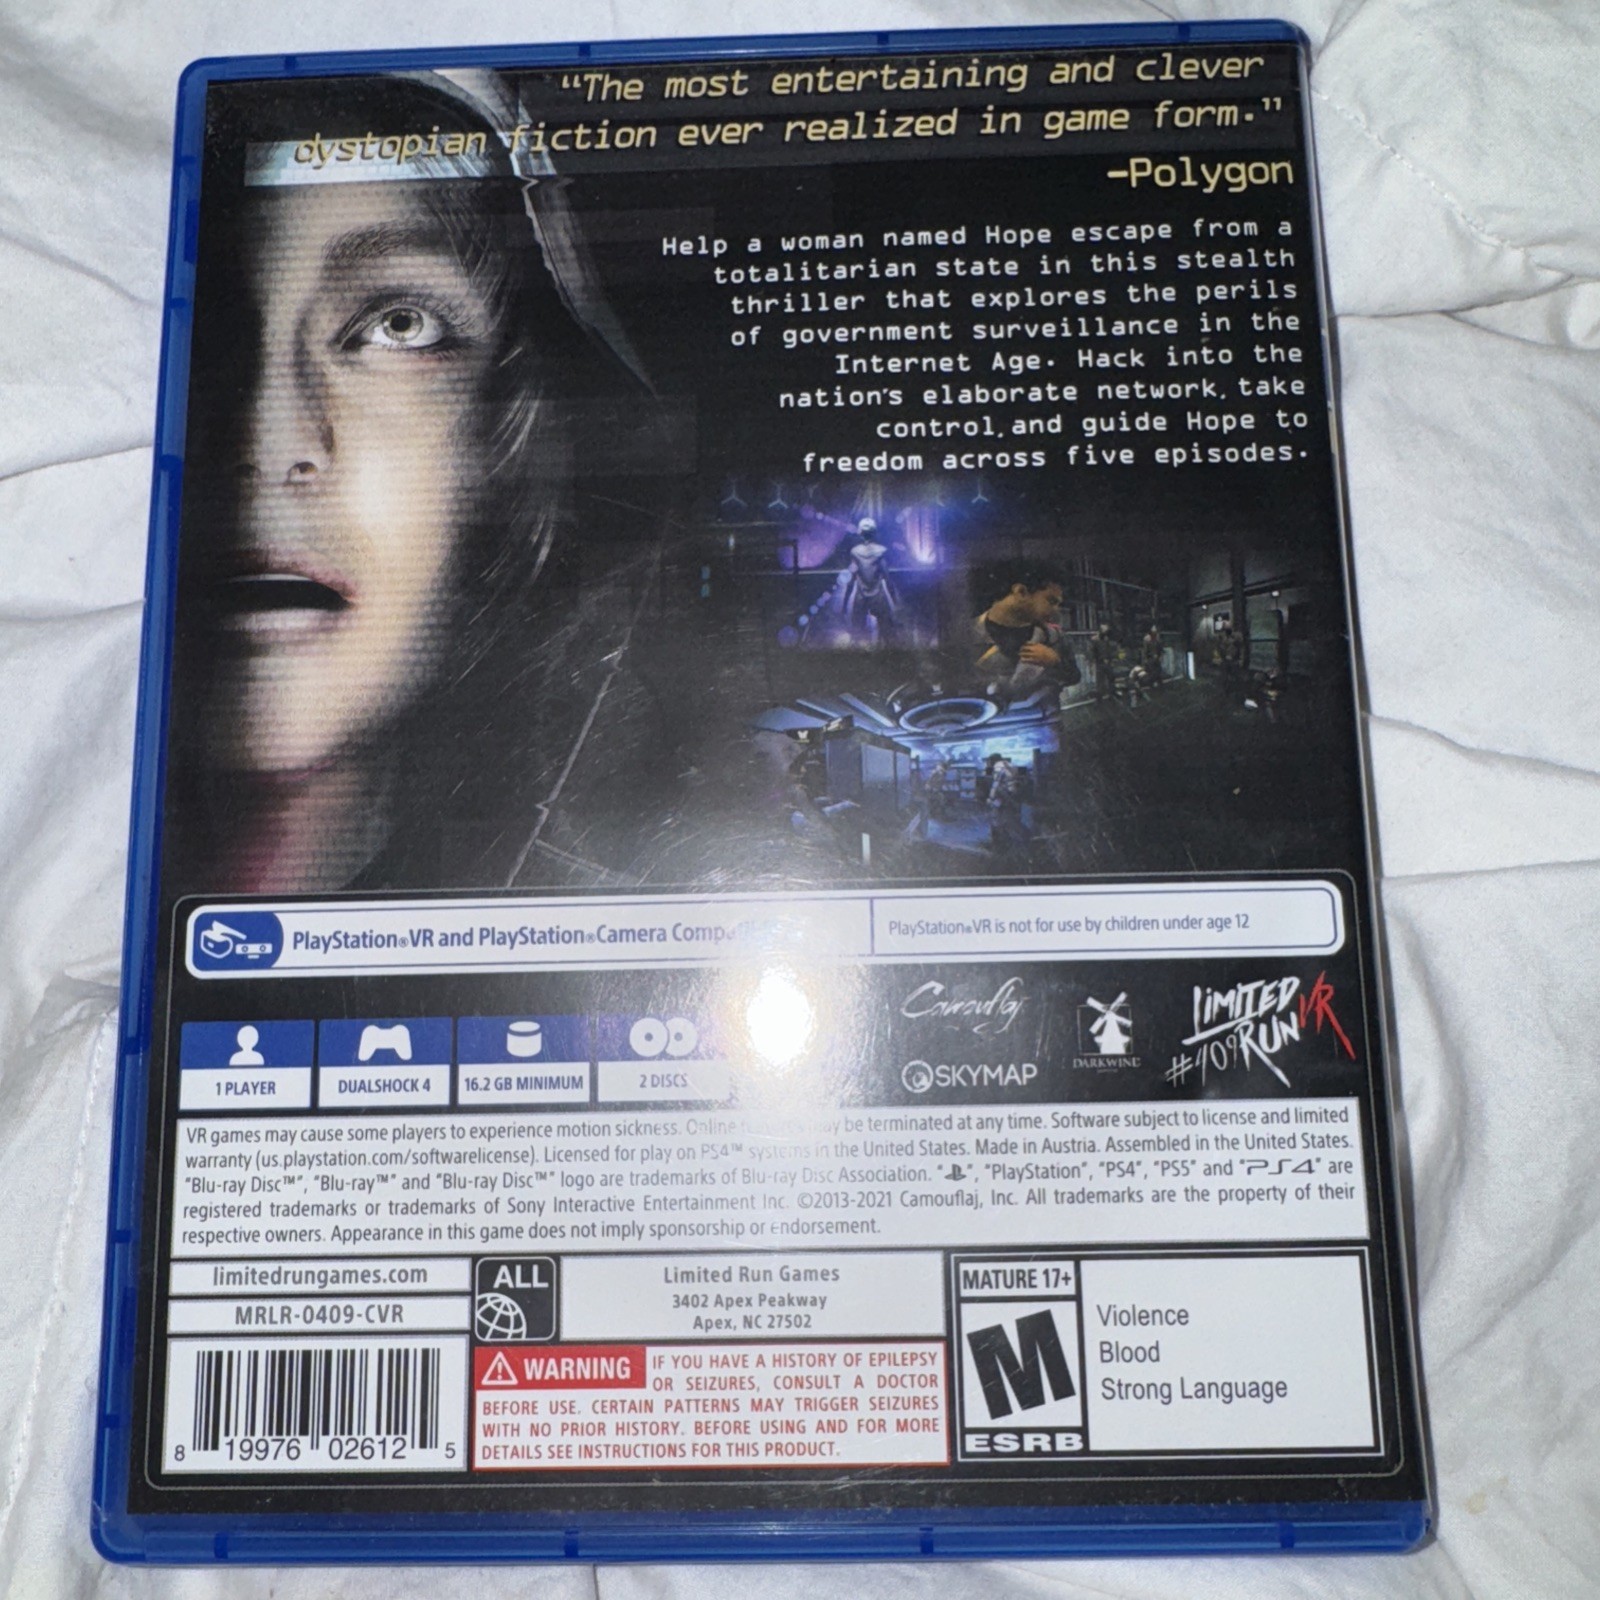 "The most entertaining and clever
dystopian fiction ever realized in game form."
-Polygon
Help a woman named Hope escape from a
totalitarian state in this stealth
thriller that explores the perils
of government surveillance in the
Internet Age. Hack into the
nation's elaborate network, take
control, and guide Hope to
freedom across five episodes.
PlayStation®VR and PlayStation®Camera
PlayStation®VR is not for use by children under age 12
Camouflaj
LIMITED RUN VR
#409
SKYMAP
DARKWIND
1 PLAYER
DUALSHOCK 4
16.2 GB MINIMUM
2 DISCS
VR games may cause some players to experience motion sickness. Online may be terminated at any time. Software subject to license and limited
warranty (us.playstation.com/softwarelicense). Licensed for play on PS4™ systems in the United States. Made in Austria. Assembled in the United States.
"Blu-ray Disc™", "Blu-ray™" and "Blu-ray Disc™" logo are trademarks of Blu-ray Disc Association. "PlayStation", "PS4", "PS5" and "PS4" are
registered trademarks or trademarks of Sony Interactive Entertainment Inc. ©2013-2021 Camouflaj, Inc. All trademarks are the property of their
respective owners. Appearance in this game does not imply sponsorship or endorsement.
limitedrungames.com
MRLR-0409-CVR
ALL
Limited Run Games
3402 Apex Peakway
Apex, NC 27502
WARNING IF YOU HAVE A HISTORY OF EPILEPSY
OR SEIZURES, CONSULT A DOCTOR
BEFORE USE. CERTAIN PATTERNS MAY TRIGGER SEIZURES
WITH NO PRIOR HISTORY. BEFORE USING AND FOR MORE
DETAILS SEE INSTRUCTIONS FOR THIS PRODUCT.
MATURE 17+
M
ESRB
Violence
Blood
Strong Language
8 19976 02612 5